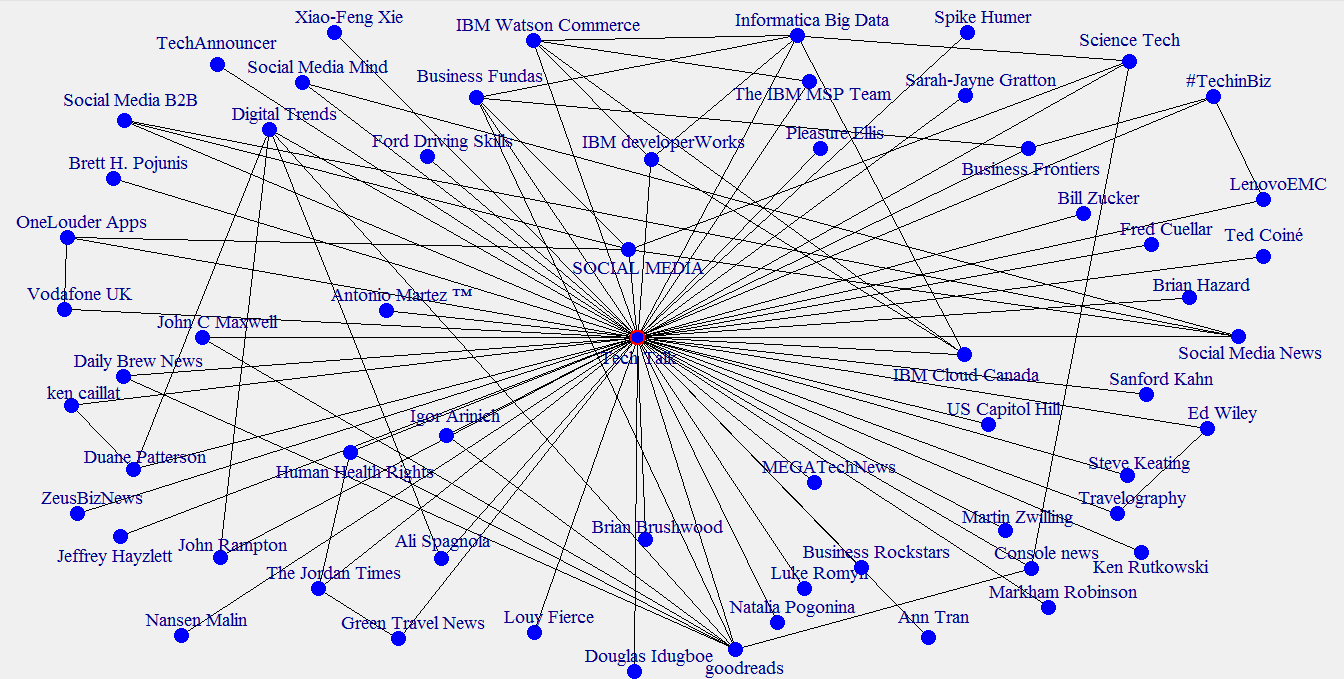 Xiao-Feng Xie
IBM Watson Commerce
Informatica Big Data
Spike Humer
TechAnnouncer
Science Tech
Social Media Mind
Business Fundas
Sarah-Jayne Gratton
#TechinBiz
The IBM MSP Team
Social Media B2B
Digital Trends
Ford Driving Skills
IBM developerWorks
Pleasure Ellis
Brett H. Pojunis
Business Frontiers
LenovoEMC
Bill Zucker
OneLouder Apps
Fred Cuellar
Ted Coiné
SOCIAL MEDIA
Brian Hazard
Vodafone UK
Antonio Martez ™
John C Maxwell
Social Media News
Daily Brew News
Tech Talk
IBM Cloud Canada
Sanford Kahn
ken caillat
US Capitol Hill
Ed Wiley
Igor Arinich
Duane Patterson
Human Health Rights
MEGATechNews
Steve Keating
ZeusBizNews
Travelography
Martin Zwilling
Brian Brushwood
Jeffrey Hayzlett
John Rampton
Ali Spagnola
Business Rockstars
Console news
Ken Rutkowski
The Jordan Times
Luke Romyn
Markham Robinson
Nansen Malin
Green Travel News
Louy Fierce
Natalia Pogonina
Ann Tran
Douglas Idugboe
goodreads